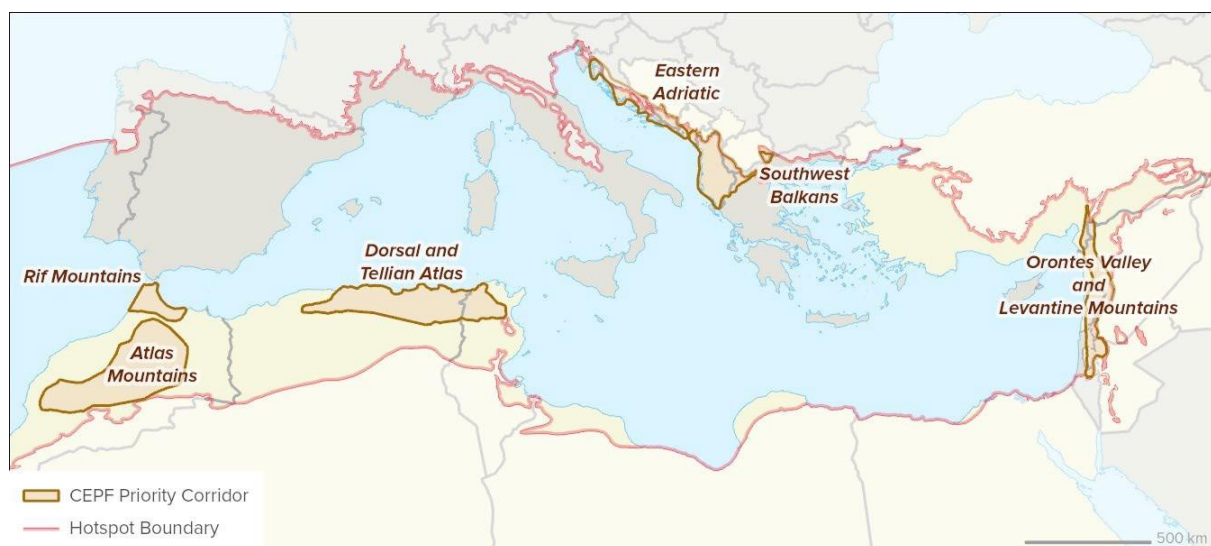 Eastern
Adriatic
Southwest
Balkans
Dorsal and
Tellian Atlas
Rif Mountains
Orontes Valley
and
Levantine Mountains
Atlas
Mountains
CEPF Priority Corridor
Hotspot Boundary
500 km